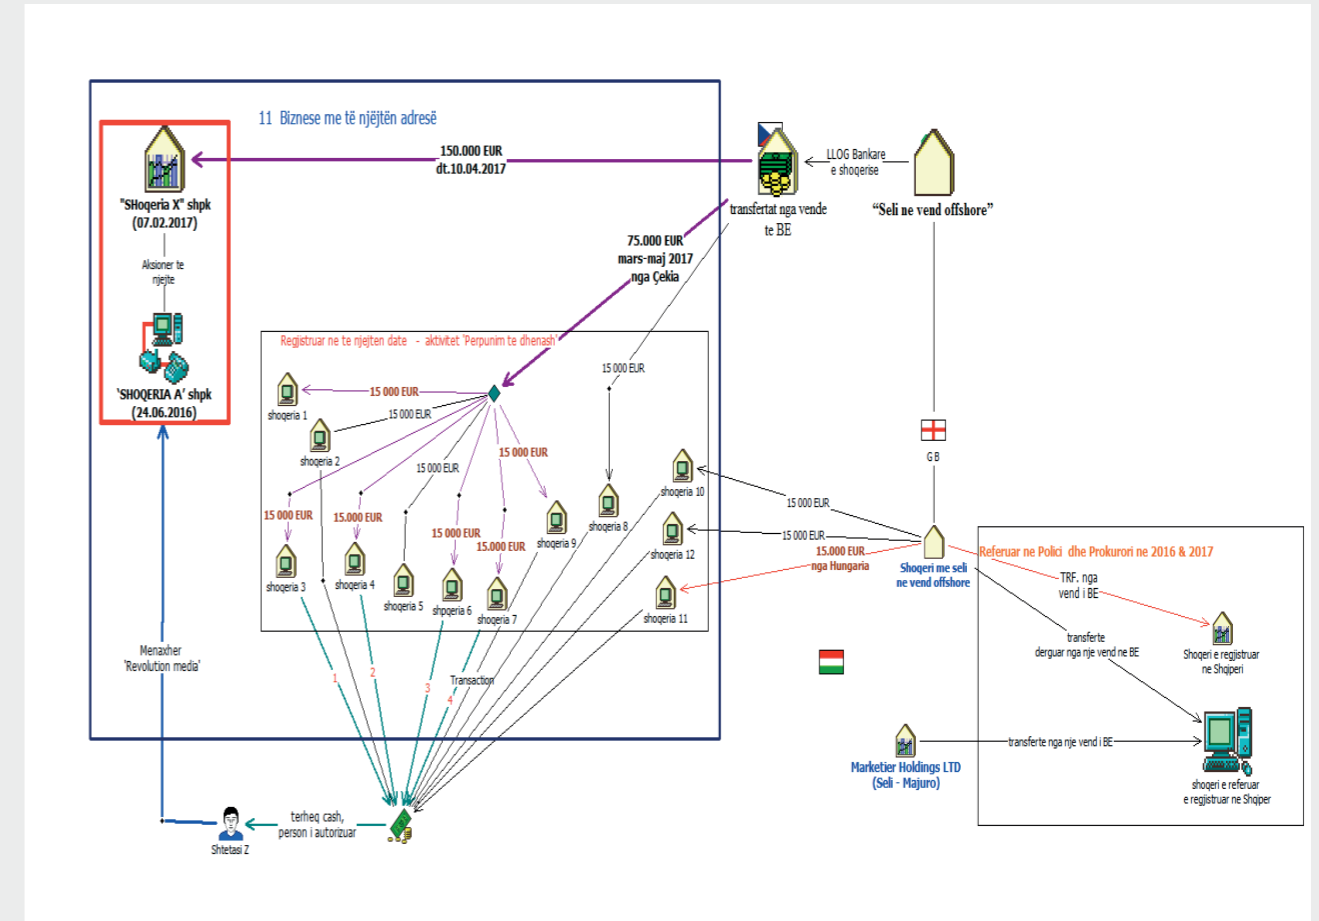 11 Biznese me të njëjtën adresë
150.000 EUR
dt.10.04.2017
LLOG Bankare
e shoqerise
"SHoqeria X" shpk
(07.02.2017)
transfertat nga vende
te BE
“Seli ne vend offshore”
Aksioner te
njejte
75.000 EUR
mars-maj 2017
nga Çekia
‘SHOQERIA A’ shpk
(24.06.2016)
Regjistruar ne te njejten date - aktivitet 'Perpunim te dhenash'
15 000 EUR
15 000 EUR
shoqeria 1
15 000 EUR
shoqeria 2
15 000 EUR
15 000 EUR
shoqeria 10
15 000 EUR
GB
15 000 EUR
15.000 EUR
shoqeria 8
15 000 EUR
shoqeria 9
15.000 EUR
15 000 EUR
shoqeria 12
15.000 EUR
nga Hungaria
Shoqeri me seli
ne vend offshore
Referuar ne Polici dhe Prokurori ne 2016 & 2017
TRF. nga
vend i BE
shoqeria 3
shoqeria 4
shoqeria 5
shpqeria 6
shoqeria 7
shoqeria 11
transferte
derguar nga nje vend ne BE
Shoqeri e regjistruar
ne Shqiperi
Menaxher
'Revolution media'
1
2
3
4
Transaction
transferte nga nje vend i BE
Marketier Holdings LTD
(Seli - Majuro)
shoqeri e referuar
e regjistruar ne Shqiper
terheq cash,
person i autorizuar
Shtetasi Z